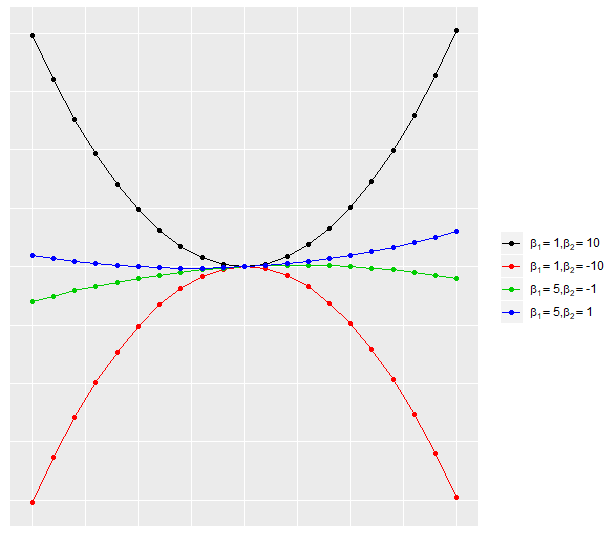 β₁= 1,β₂= 10
β₁= 1,β₂= -10
β₁= 5,β₂= -1
β₁= 5,β₂= 1